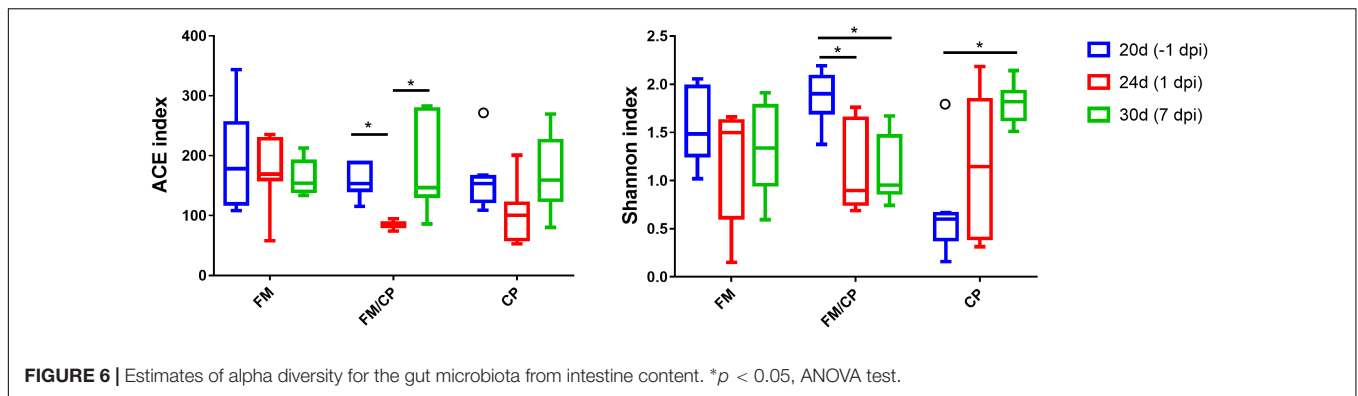 400
300
200
100
0
ACE index
*
*
FM
FM/CP
CP
2.5
2.0
1.5
1.0
0.5
0.0
Shannon index
*
*
*
FM
FM/CP
CP
20d (-1 dpi)
24d (1 dpi)
30d (7 dpi)
FIGURE 6 | Estimates of alpha diversity for the gut microbiota from intestine content. *p < 0.05, ANOVA test.